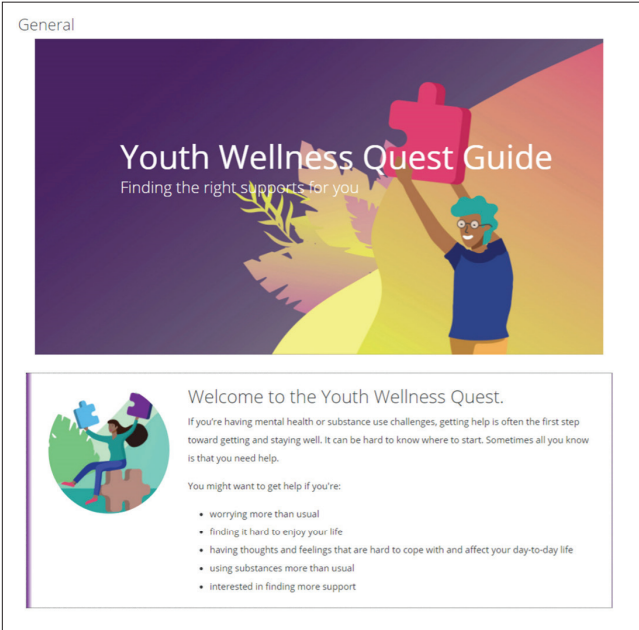 General
Youth Wellness Quest Guide
Finding the right supports for you
Welcome to the Youth Wellness Quest.
If you're having mental health or substance use challenges, getting help is often the first step
toward getting and staying well. It can be hard to know where to start. Sometimes all you know
is that you need help.
You might want to get help if you're:
• worrying more than usual
• finding it hard to enjoy your life
• having thoughts and feelings that are hard to cope with and affect your day-to-day life
• using substances more than usual
• interested in finding more support